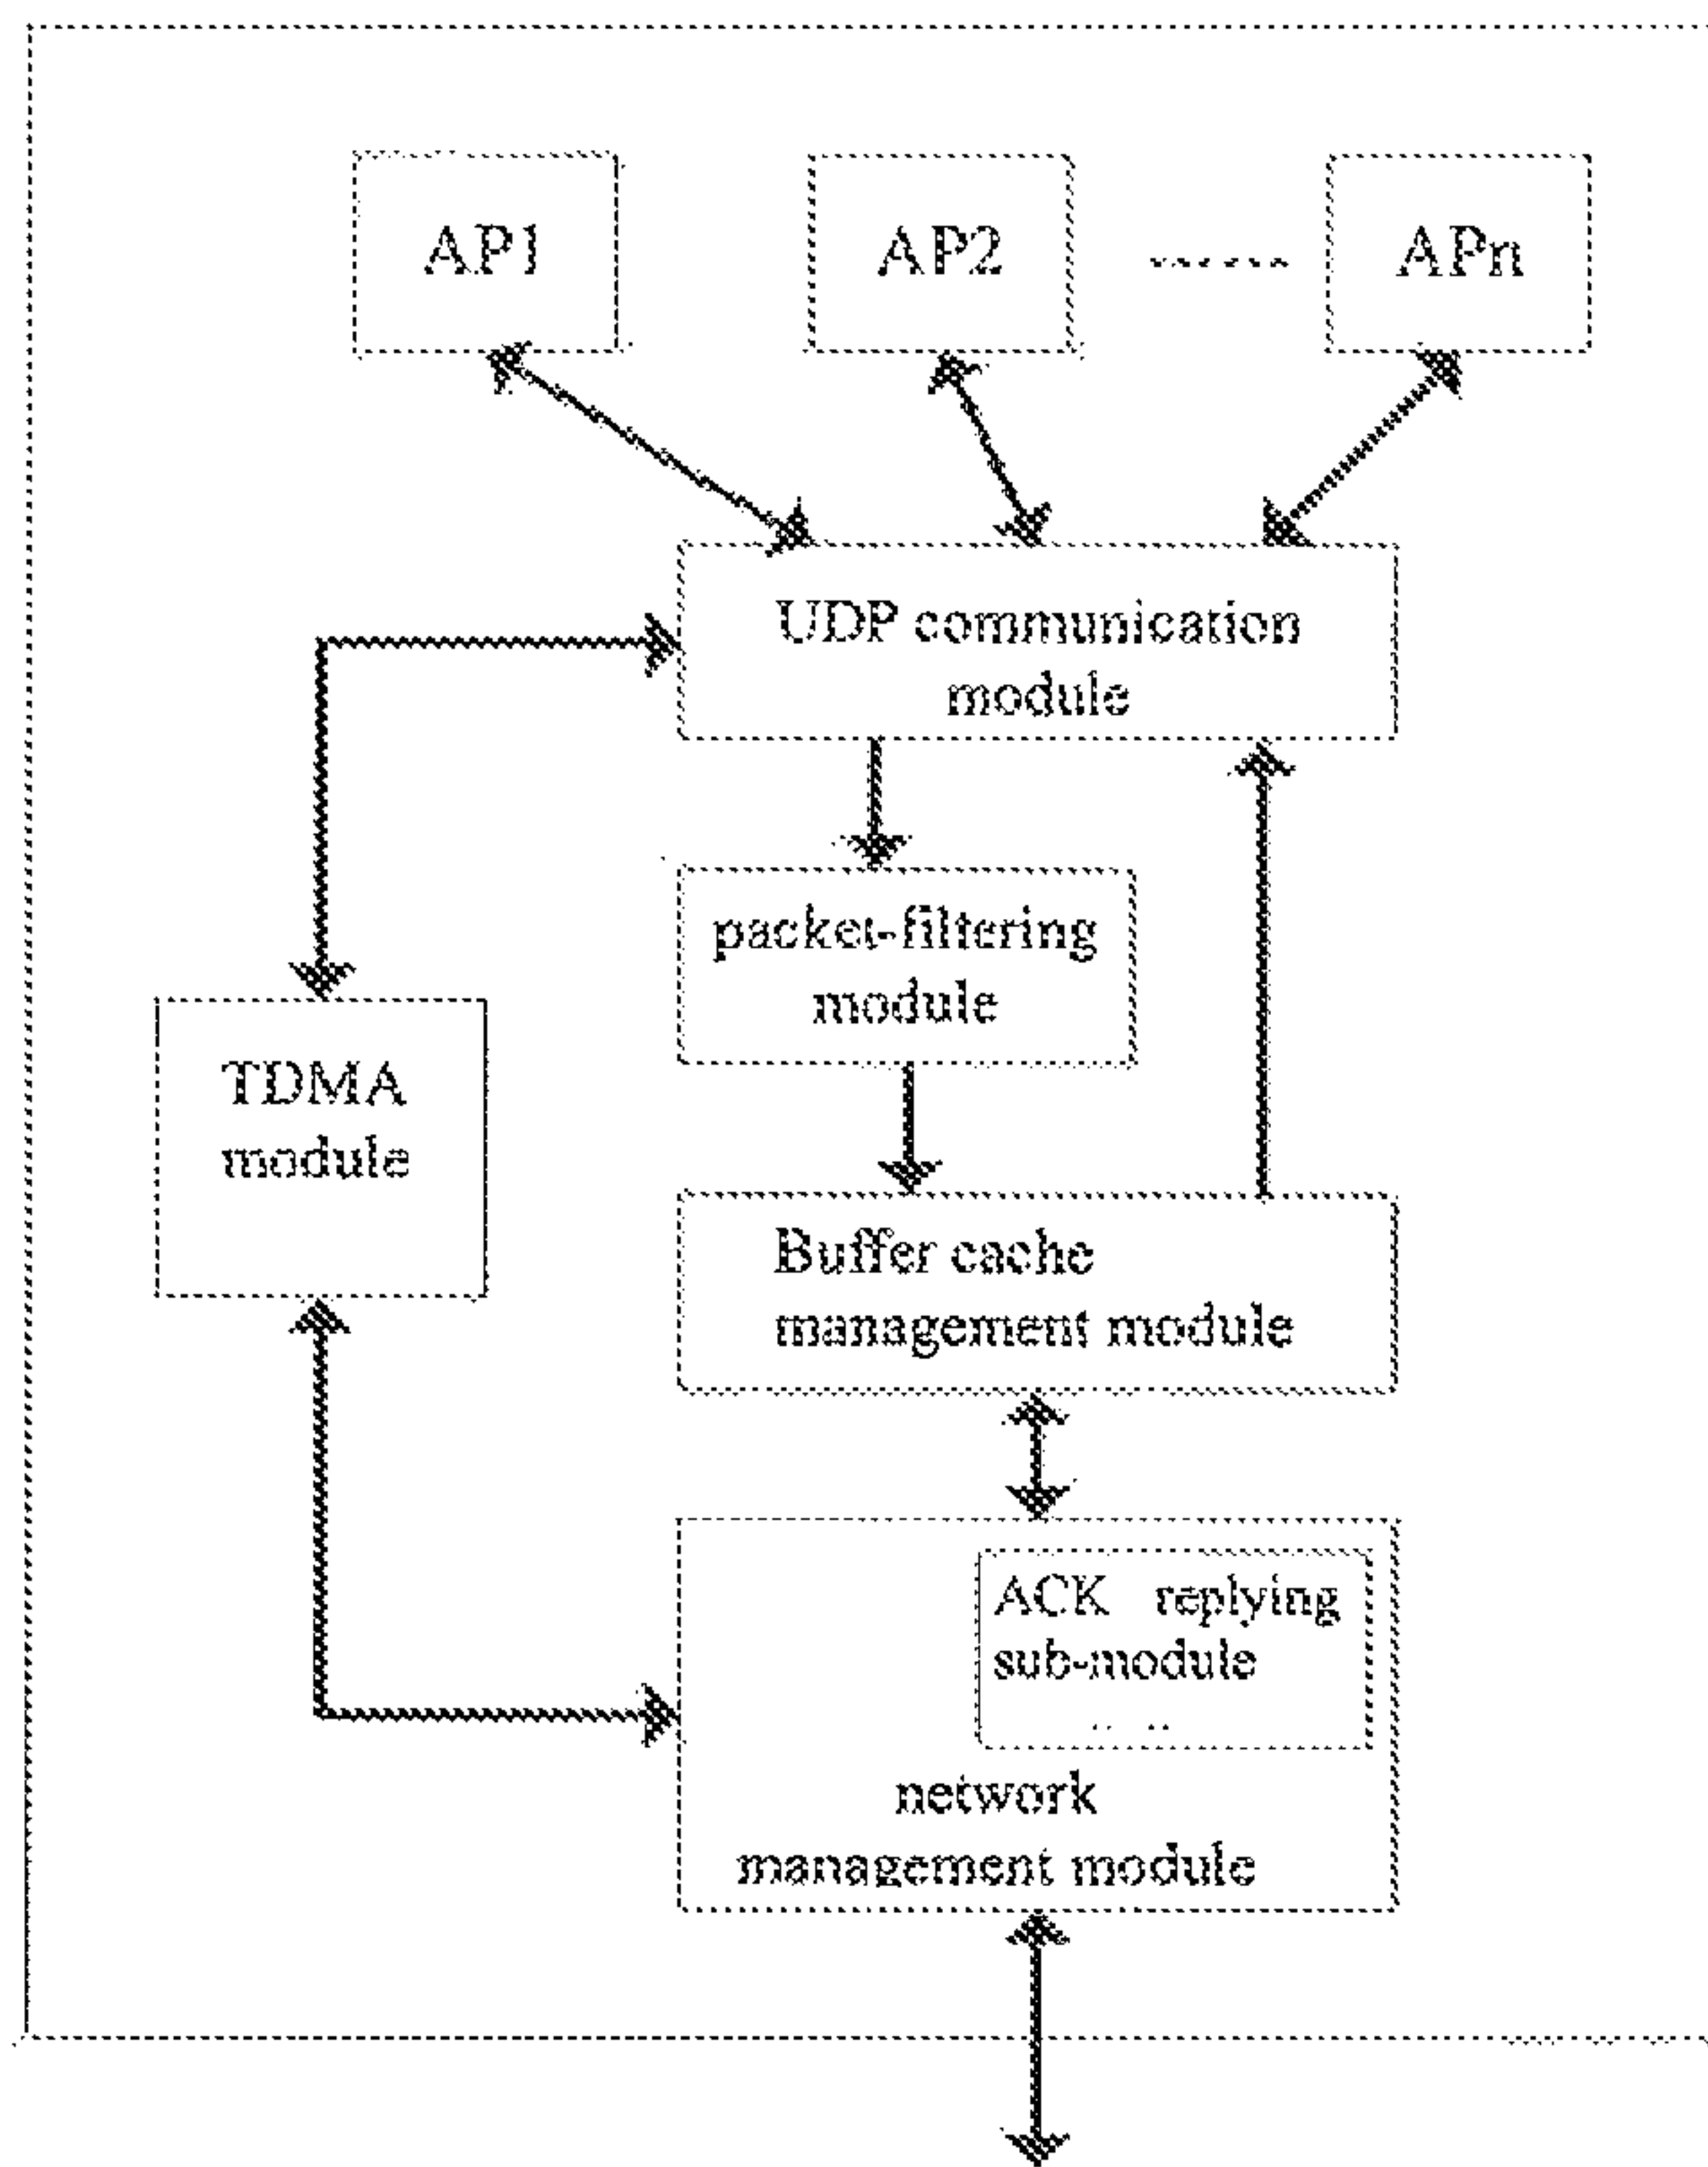 AP1
AP2
......
APn
UDP communication
module
packet-filtering
module
TDMA
module
Buffer cache
management module
ACK replying
sub-module
network
management module